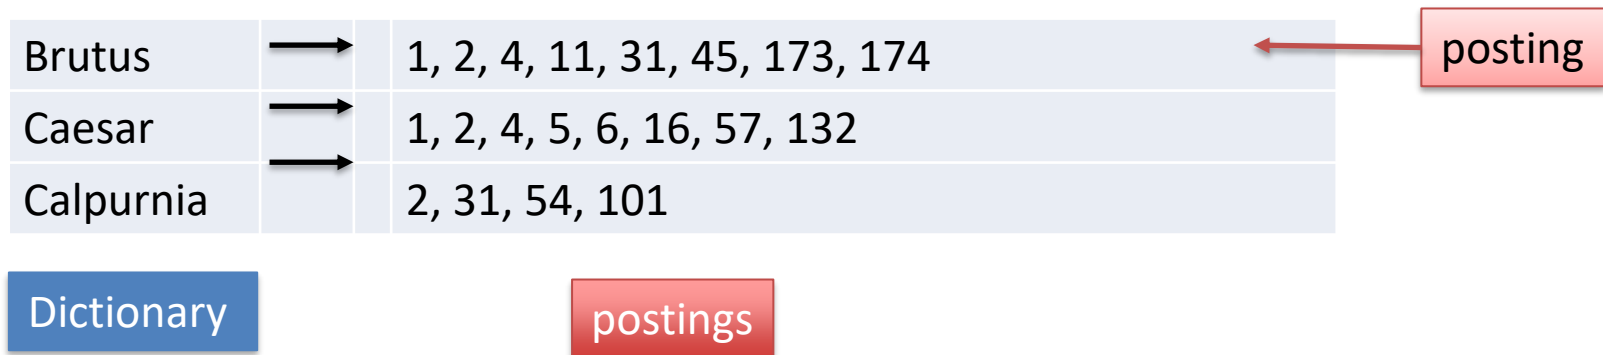 Brutus 1, 2, 4, 11, 31, 45, 173, 174 posting
Caesar 1, 2, 4, 5, 6, 16, 57, 132
Calpurnia 2, 31, 54, 101
Dictionary postings